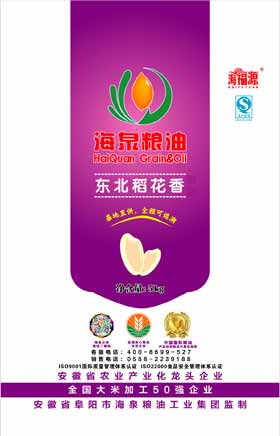 海福源
HAIFUYUAN
海泉粮油
HaiQuan Grain&Oil
东北稻花香
基地直供，全程可追溯
净含量: 5kg
客服电话：400-8699-527
销售电话：0558-2239188
ISO9001国际质量管理体系认证 ISO22000食品安全管理体系认证
安徽省农业产业化龙头企业
全国大米加工50强企业
安徽省阜阳市海泉粮油工业集团监制